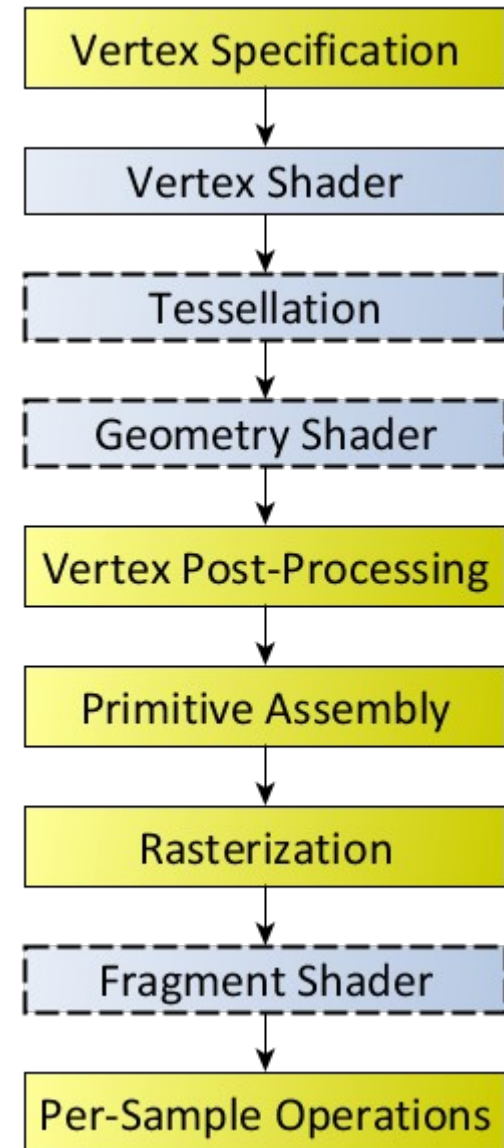 Vertex Specification
Vertex Shader
Tessellation
Geometry Shader
Vertex Post-Processing
Primitive Assembly
Rasterization
Fragment Shader
Per-Sample Operations